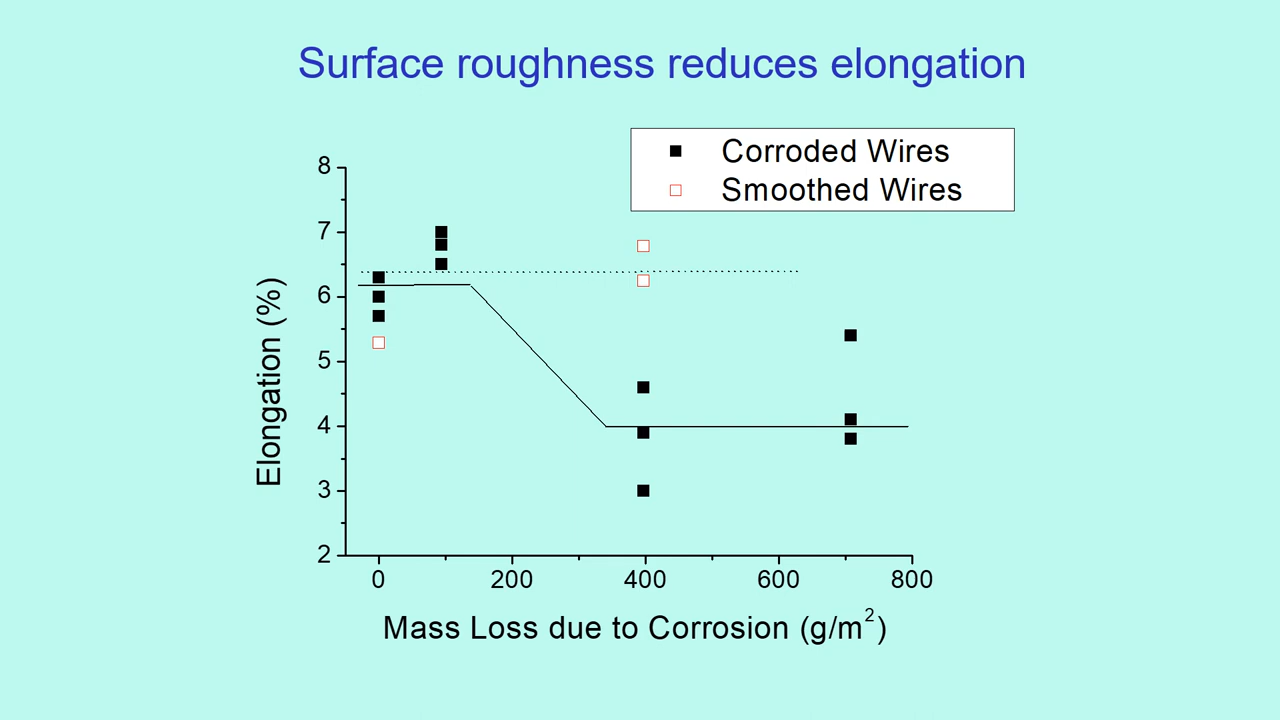 Surface roughness reduces elongation
Corroded Wires
Smoothed Wires
8
7
6
5
4
3
2
Elongation (%)
0 200 400 600 800
Mass Loss due to Corrosion (g/m²)